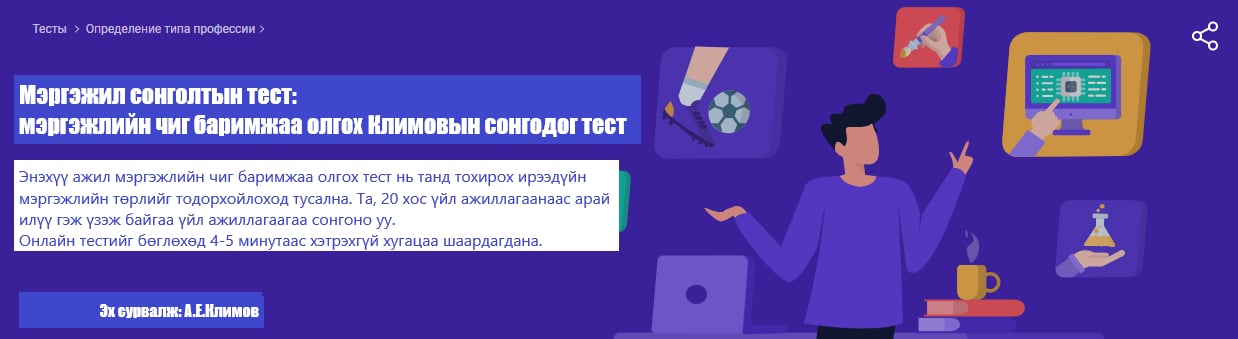 Тесты > Определение типа профессии >
Мэргэжил сонголтын тест:
мэргэжлийн чиг баримжаа олгох Климовын сонгодог тест
Энэхүү ажил мэргэжлийн чиг баримжаа олгох тест нь танд тохирох ирээдүйн
мэргэжлийн төрлийг тодорхойлоход тусална. Та, 20 хос үйл ажиллагаанаас арай
илүү гэж үзэж байгаа үйл ажиллагаагаа сонгоно уу.
Онлайн тестийг бөглөхөд 4-5 минутаас хэтрэхгүй хугацаа шаардагдана.
Эх сурвалж: А.Е.Климов